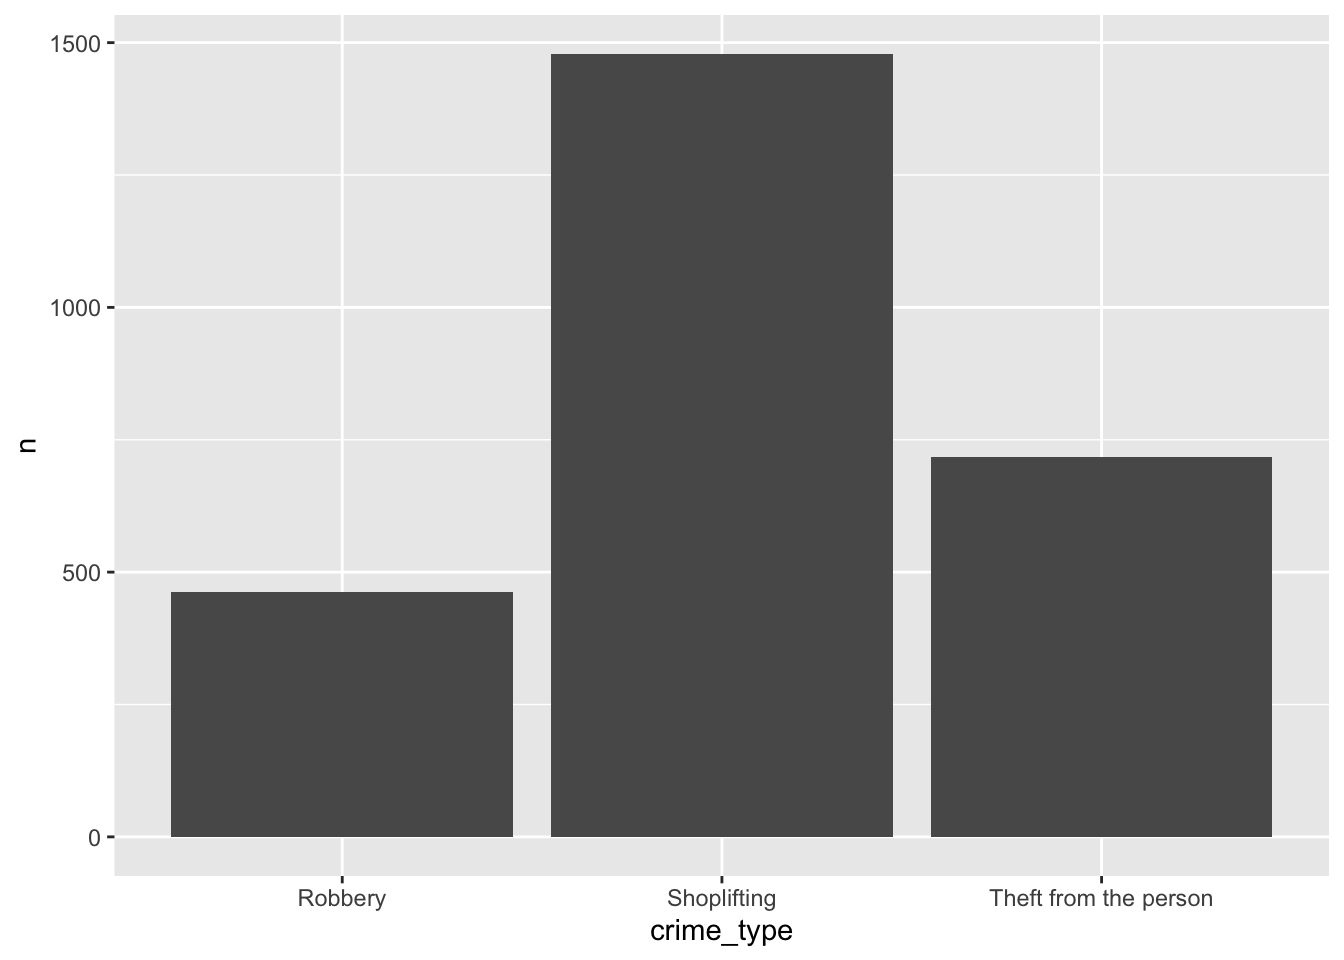 1500
1000
500
0
n
Robbery
Shoplifting
Theft from the person
crime_type